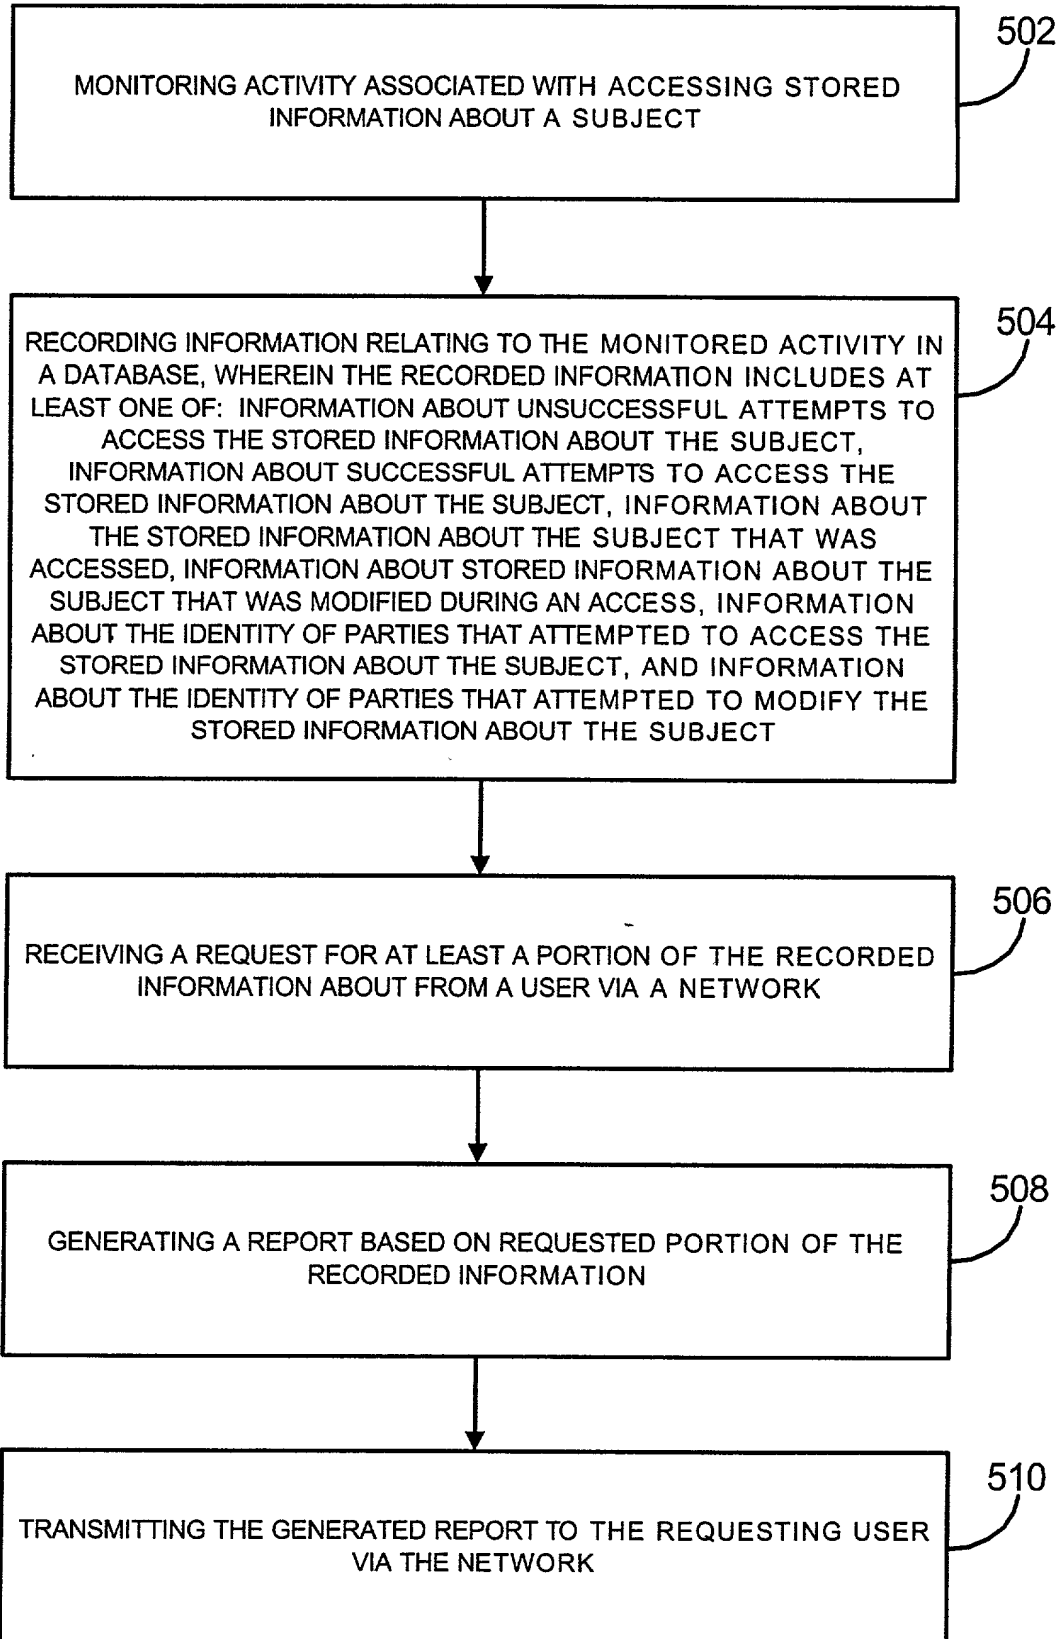 502
MONITORING ACTIVITY ASSOCIATED WITH ACCESSING STORED
INFORMATION ABOUT A SUBJECT
504
RECORDING INFORMATION RELATING TO THE MONITORED ACTIVITY IN
A DATABASE, WHEREIN THE RECORDED INFORMATION INCLUDES AT
LEAST ONE OF: INFORMATION ABOUT UNSUCCESSFUL ATTEMPTS TO
ACCESS THE STORED INFORMATION ABOUT THE SUBJECT,
INFORMATION ABOUT SUCCESSFUL ATTEMPTS TO ACCESS THE
STORED INFORMATION ABOUT THE SUBJECT, INFORMATION ABOUT
THE STORED INFORMATION ABOUT THE SUBJECT THAT WAS
ACCESSED, INFORMATION ABOUT STORED INFORMATION ABOUT THE
SUBJECT THAT WAS MODIFIED DURING AN ACCESS, INFORMATION
ABOUT THE IDENTITY OF PARTIES THAT ATTEMPTED TO ACCESS THE
STORED INFORMATION ABOUT THE SUBJECT, AND INFORMATION
ABOUT THE IDENTITY OF PARTIES THAT ATTEMPTED TO MODIFY THE
STORED INFORMATION ABOUT THE SUBJECT
506
RECEIVING A REQUEST FOR AT LEAST A PORTION OF THE RECORDED
INFORMATION ABOUT FROM A USER VIA A NETWORK
508
GENERATING A REPORT BASED ON REQUESTED PORTION OF THE
RECORDED INFORMATION
510
TRANSMITTING THE GENERATED REPORT TO THE REQUESTING USER
VIA THE NETWORK